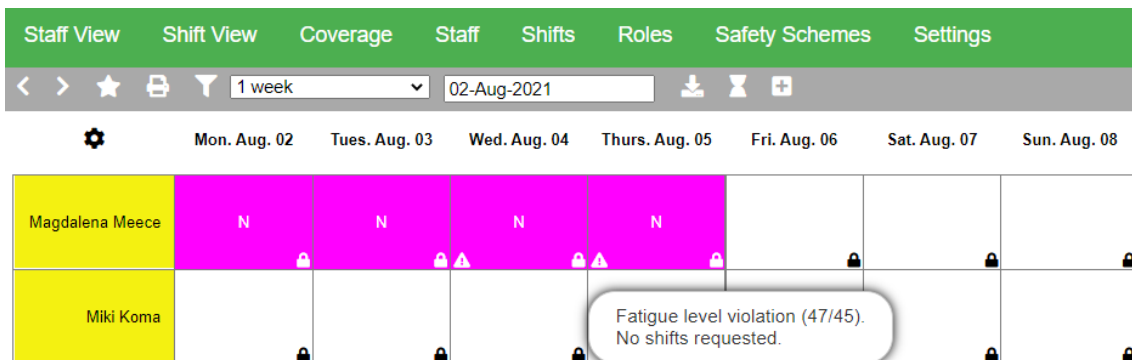 Staff View Shift View Coverage Staff Shifts Roles Safety Schemes Settings
1 week 02-Aug-2021
Mon. Aug. 02 Tues. Aug. 03 Wed. Aug. 04 Thurs. Aug. 05 Fri. Aug. 06 Sat. Aug. 07 Sun. Aug. 08
Magdalena Meece N N N N
Miki Koma
Fatigue level violation (47/45).
No shifts requested.